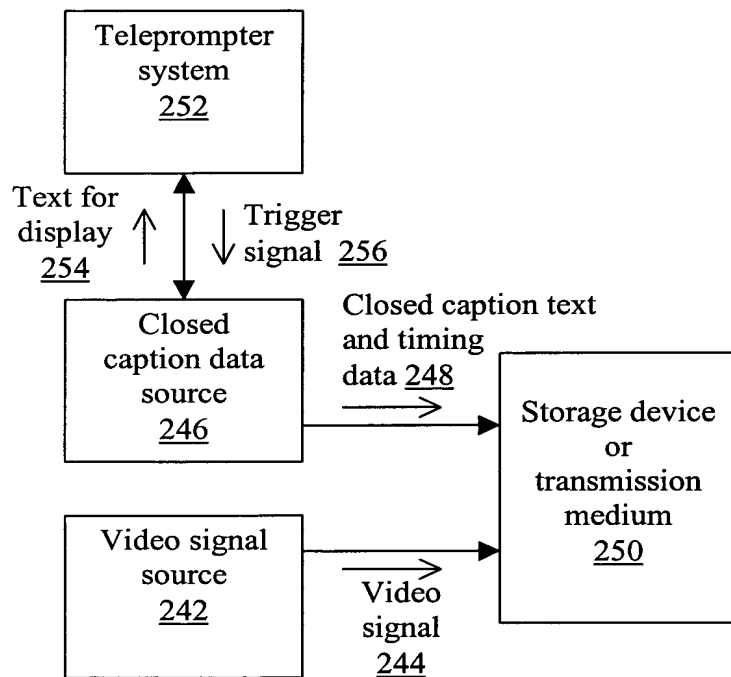 Teleprompter
system
252
Text for
display
254
Trigger
signal 256
Closed
caption data
source
246
Closed caption text
and timing
data 248
Storage device
or
transmission
medium
250
Video signal
source
242
Video
signal
244